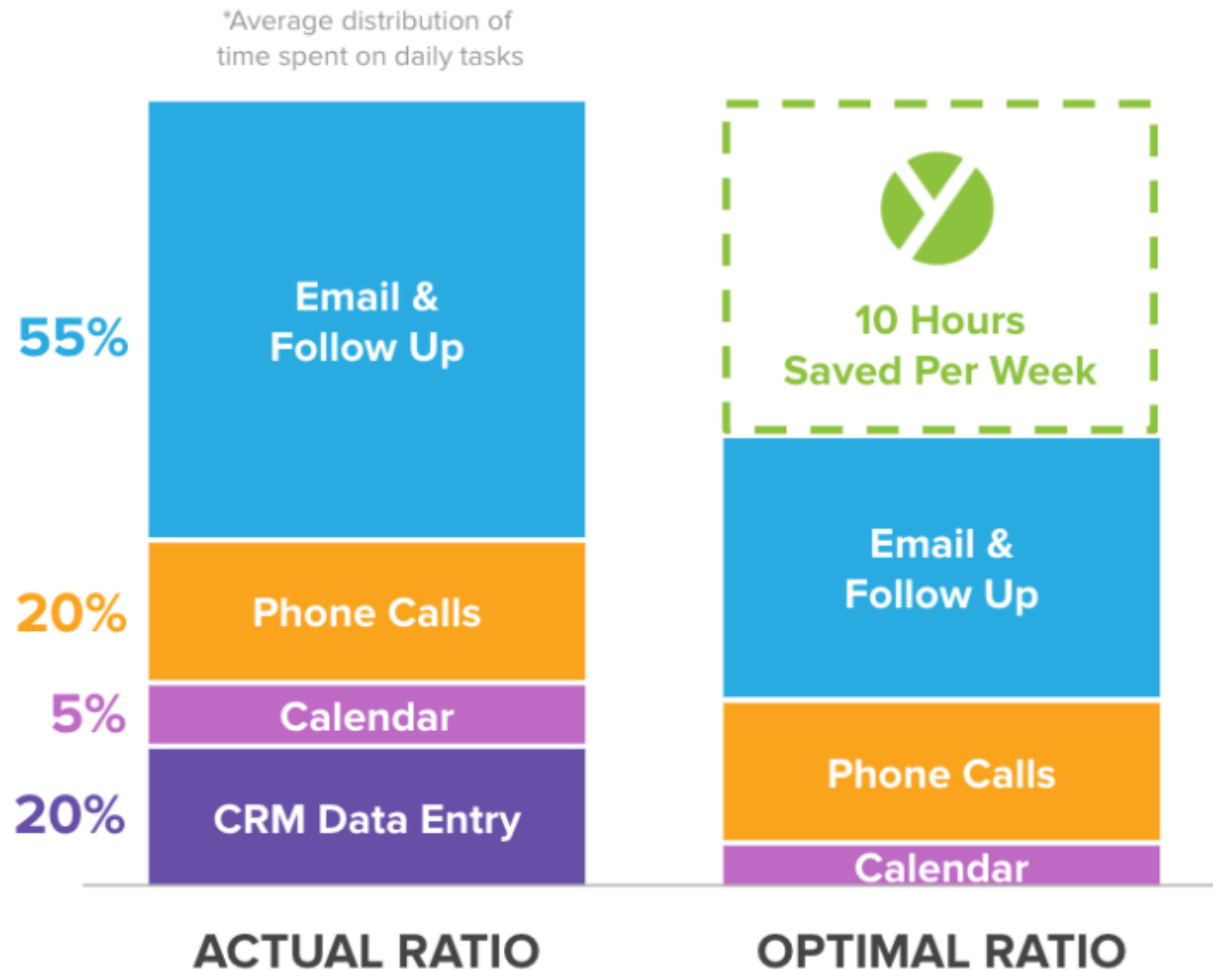 *Average distribution of
time spent on daily tasks
55%
Email &
Follow Up
20%
Phone Calls
5%
Calendar
20%
CRM Data Entry
ACTUAL RATIO
10 Hours
Saved Per Week
Email &
Follow Up
Phone Calls
Calendar
OPTIMAL RATIO